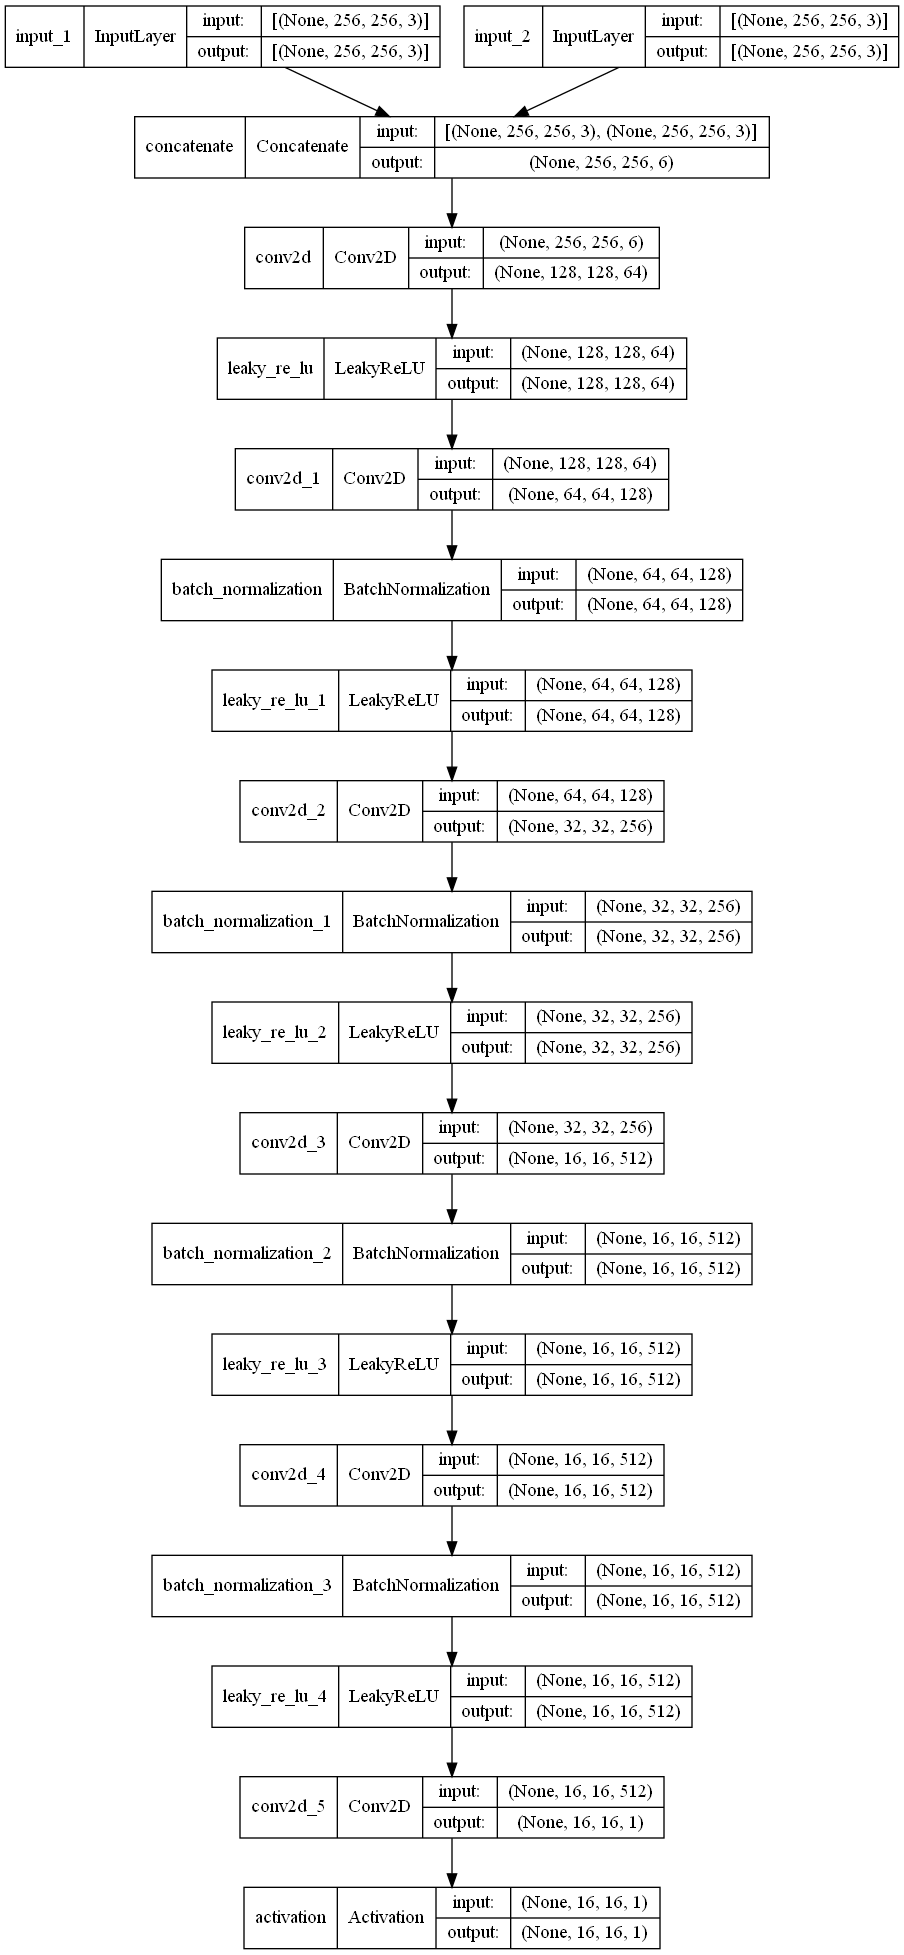 input_1 InputLayer input: [(None, 256, 256, 3)]
output: [(None, 256, 256, 3)]
input_2 InputLayer input: [(None, 256, 256, 3)]
output: [(None, 256, 256, 3)]
concatenate Concatenate input: [(None, 256, 256, 3), (None, 256, 256, 3)]
output: (None, 256, 256, 6)
conv2d Conv2D input: (None, 256, 256, 6)
output: (None, 128, 128, 64)
leaky_re_lu LeakyReLU input: (None, 128, 128, 64)
output: (None, 128, 128, 64)
conv2d_1 Conv2D input: (None, 128, 128, 64)
output: (None, 64, 64, 128)
batch_normalization BatchNormalization input: (None, 64, 64, 128)
output: (None, 64, 64, 128)
leaky_re_lu_1 LeakyReLU input: (None, 64, 64, 128)
output: (None, 64, 64, 128)
conv2d_2 Conv2D input: (None, 64, 64, 128)
output: (None, 32, 32, 256)
batch_normalization_1 BatchNormalization input: (None, 32, 32, 256)
output: (None, 32, 32, 256)
leaky_re_lu_2 LeakyReLU input: (None, 32, 32, 256)
output: (None, 32, 32, 256)
conv2d_3 Conv2D input: (None, 32, 32, 256)
output: (None, 16, 16, 512)
batch_normalization_2 BatchNormalization input: (None, 16, 16, 512)
output: (None, 16, 16, 512)
leaky_re_lu_3 LeakyReLU input: (None, 16, 16, 512)
output: (None, 16, 16, 512)
conv2d_4 Conv2D input: (None, 16, 16, 512)
output: (None, 16, 16, 512)
batch_normalization_3 BatchNormalization input: (None, 16, 16, 512)
output: (None, 16, 16, 512)
leaky_re_lu_4 LeakyReLU input: (None, 16, 16, 512)
output: (None, 16, 16, 512)
conv2d_5 Conv2D input: (None, 16, 16, 512)
output: (None, 16, 16, 1)
activation Activation input: (None, 16, 16, 1)
output: (None, 16, 16, 1)